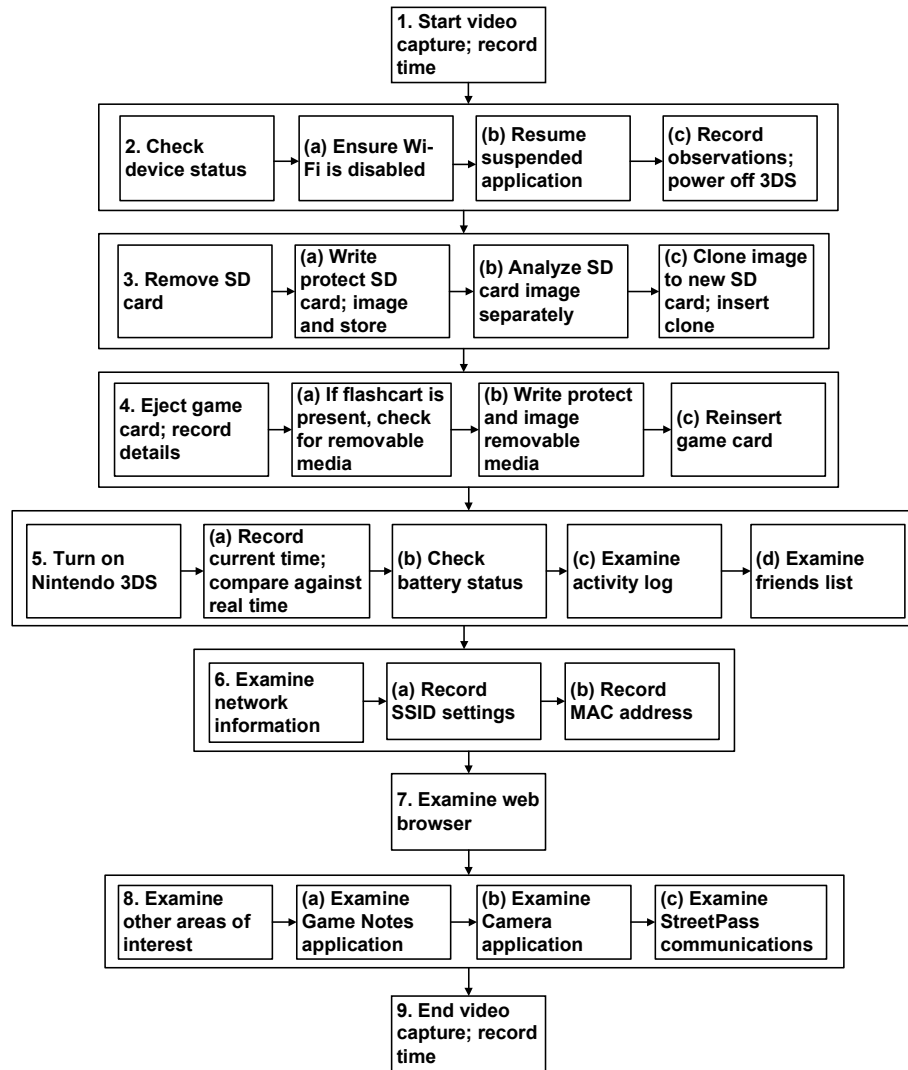 1. Start video
capture; record
time
2. Check
device status
(a) Ensure Wi-
Fi is disabled
(b) Resume
suspended
application
(c) Record
observations;
power off 3DS
3. Remove SD
card
(a) Write
protect SD
card; image
and store
(b) Analyze SD
card image
separately
(c) Clone image
to new SD
card; insert
clone
4. Eject game
card; record
details
(a) If flashcart is
present, check
for removable
media
(b) Write protect
and image
removable
media
(c) Reinsert
game card
5. Turn on
Nintendo 3DS
(a) Record
current time;
compare against
real time
(b) Check
battery status
(c) Examine
activity log
(d) Examine
friends list
6. Examine
network
information
(a) Record
SSID settings
(b) Record
MAC address
7. Examine web
browser
8. Examine
other areas of
interest
(a) Examine
Game Notes
application
(b) Examine
Camera
application
(c) Examine
StreetPass
communications
9. End video
capture; record
time